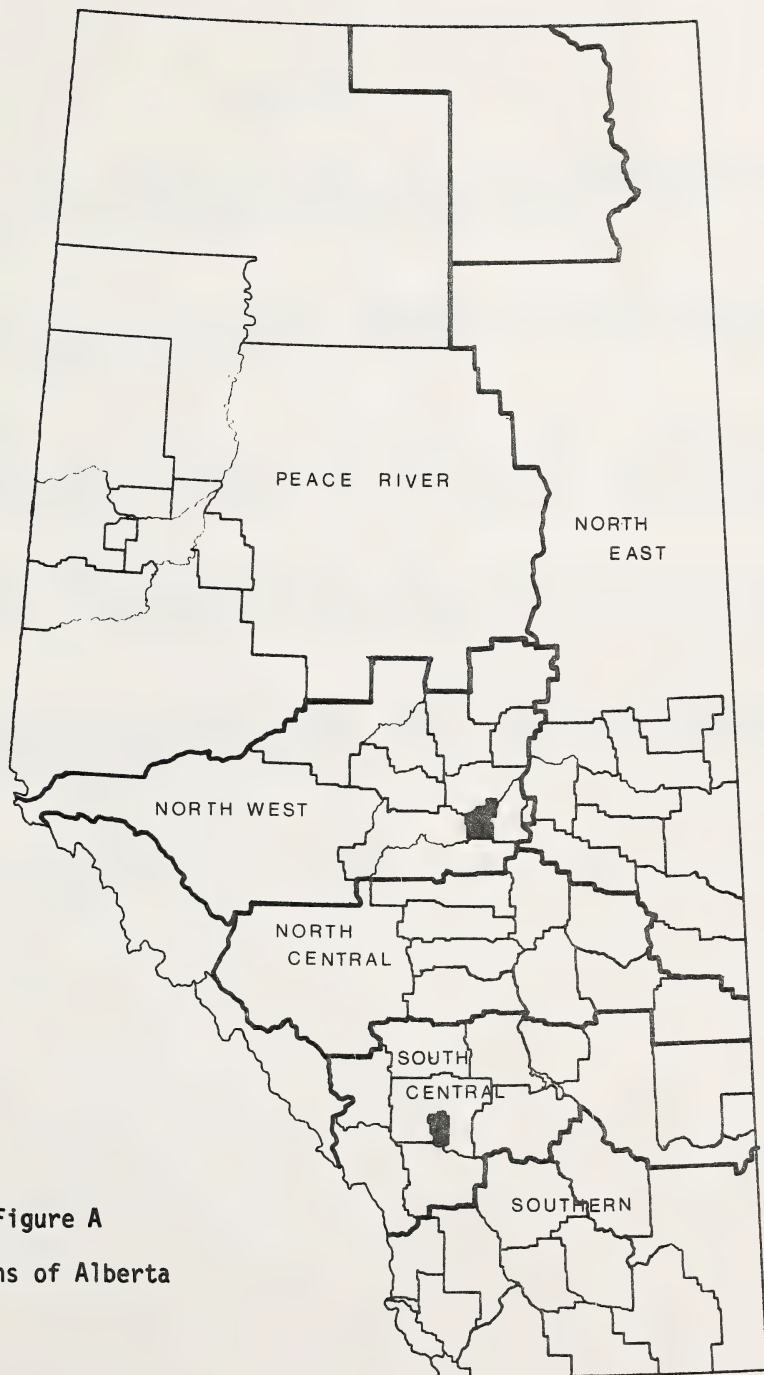 PEACE RIVER
NORTH
EAST
NORTH WEST
NORTH
CENTRAL
SOUTH
CENTRAL
SOUTHERN
Figure A
ns of Alberta